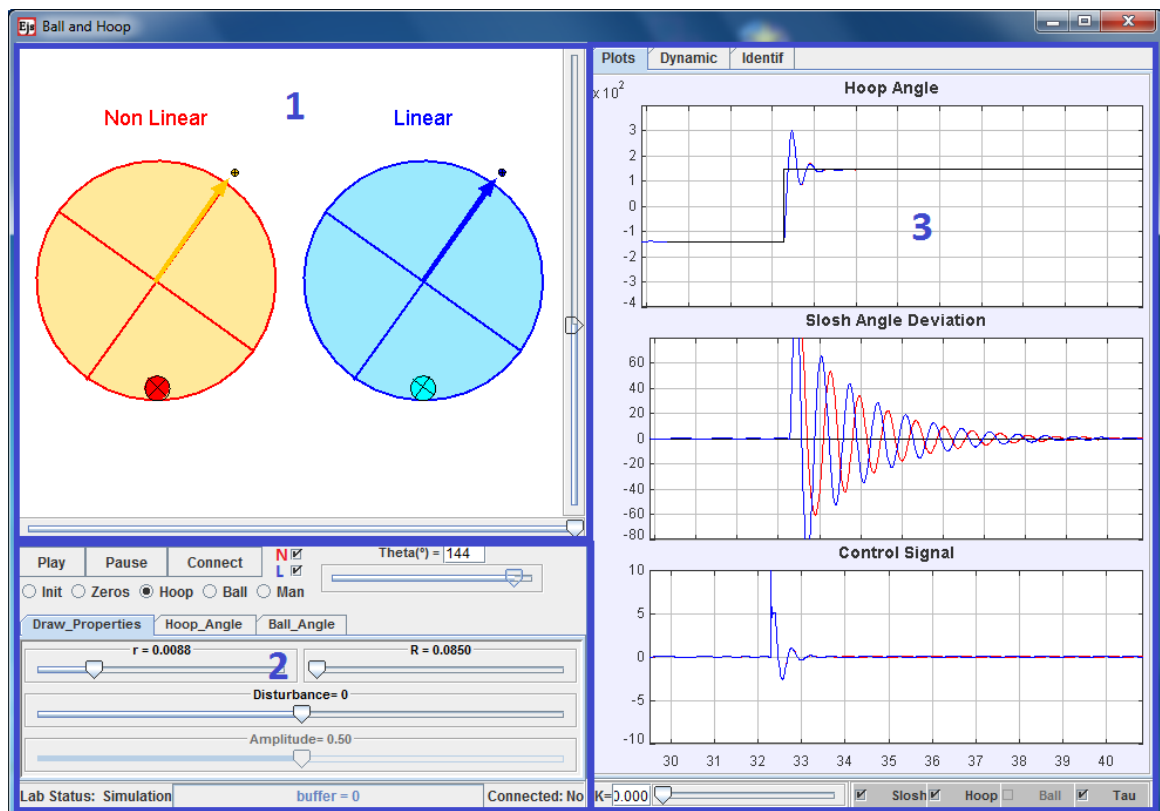 Ejs Ball and Hoop
1
Non Linear
Linear
Play
Pause
Connect
N
L
Theta(º) = 144
Init
Zeros
Hoop
Ball
Man
Draw_Properties
Hoop_Angle
Ball_Angle
r = 0.0088
R = 0.0850
2
Disturbance= 0
Amplitude= 0.50
Lab Status: Simulation
buffer = 0
Connected: No
Plots
Dynamic
Identif
x 10²
Hoop Angle
3
2
1
0
-1
-2
-3
-4
3
Slosh Angle Deviation
60
40
20
0
-20
-40
-60
-80
Control Signal
10
5
0
-5
-10
30 31 32 33 34 35 36 37 38 39 40
K= 0.000
Slosh
Hoop
Ball
Tau